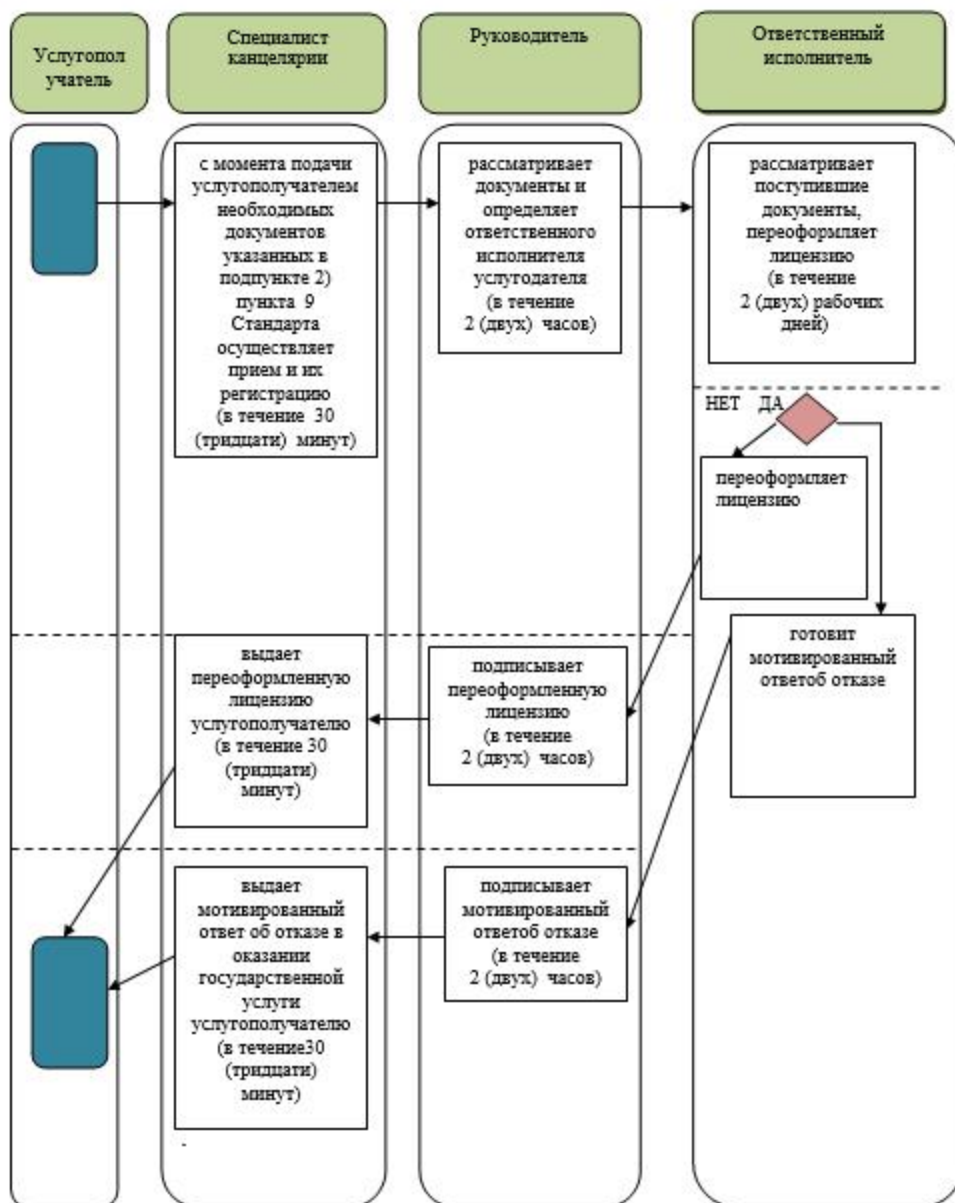 Услугопол
учатель
Специалист
канцелярии
Руководитель
Ответственный
исполнитель
с момента подачи
услугополучателем
необходимых
документов
указанных в
подпункте 2)
пункта 9
Стандарта
осуществляет
прием и их
регистрацию
(в течение 30
(тридцати) минут)
рассматривает
документы и
определяет
ответственного
исполнителя
услугодателя
(в течение
2 (двух) часов)
рассматривает
поступившие
документы,
переоформляет
лицензию
(в течение
2 (двух) рабочих
дней)
НЕТ ДА
переоформляет
лицензию
готовит
мотивированный
ответоб отказе
выдает
переоформленную
лицензию
услугополучателю
(в течение 30
(тридцати)
минут)
подписывает
переоформленную
лицензию
(в течение
2 (двух) часов)
выдает
мотивированный
ответ об отказе в
оказании
государственной
услуги
услугополучателю
(в течение30
(тридцати)
минут)
.
подписывает
мотивированный
ответоб отказе
(в течение
2 (двух) часов)